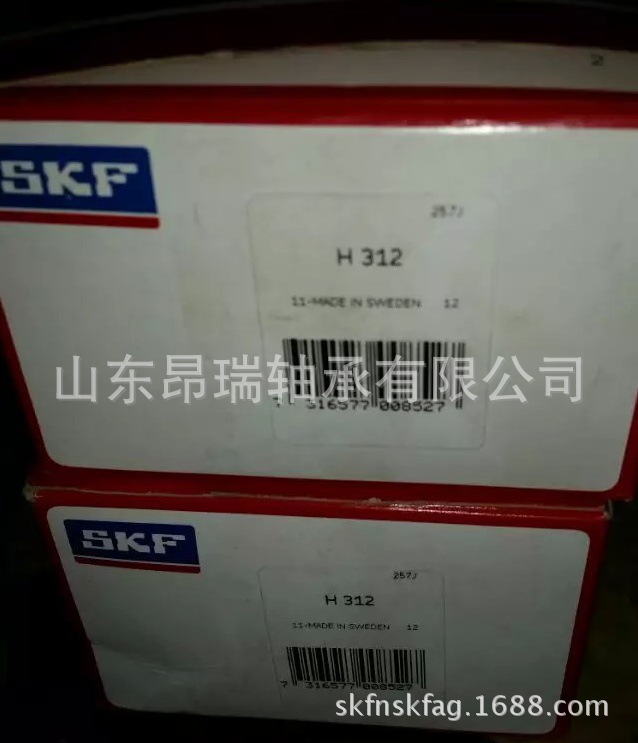 2
SKF
257J
H 312
11-MADE IN SWEDEN 12
山东昂瑞轴承有限公司
7 316577 008527
SKF
257J
H 312
11-MADE IN SWEDEN 12
7 316577 008527
skfnskfag.1688.com